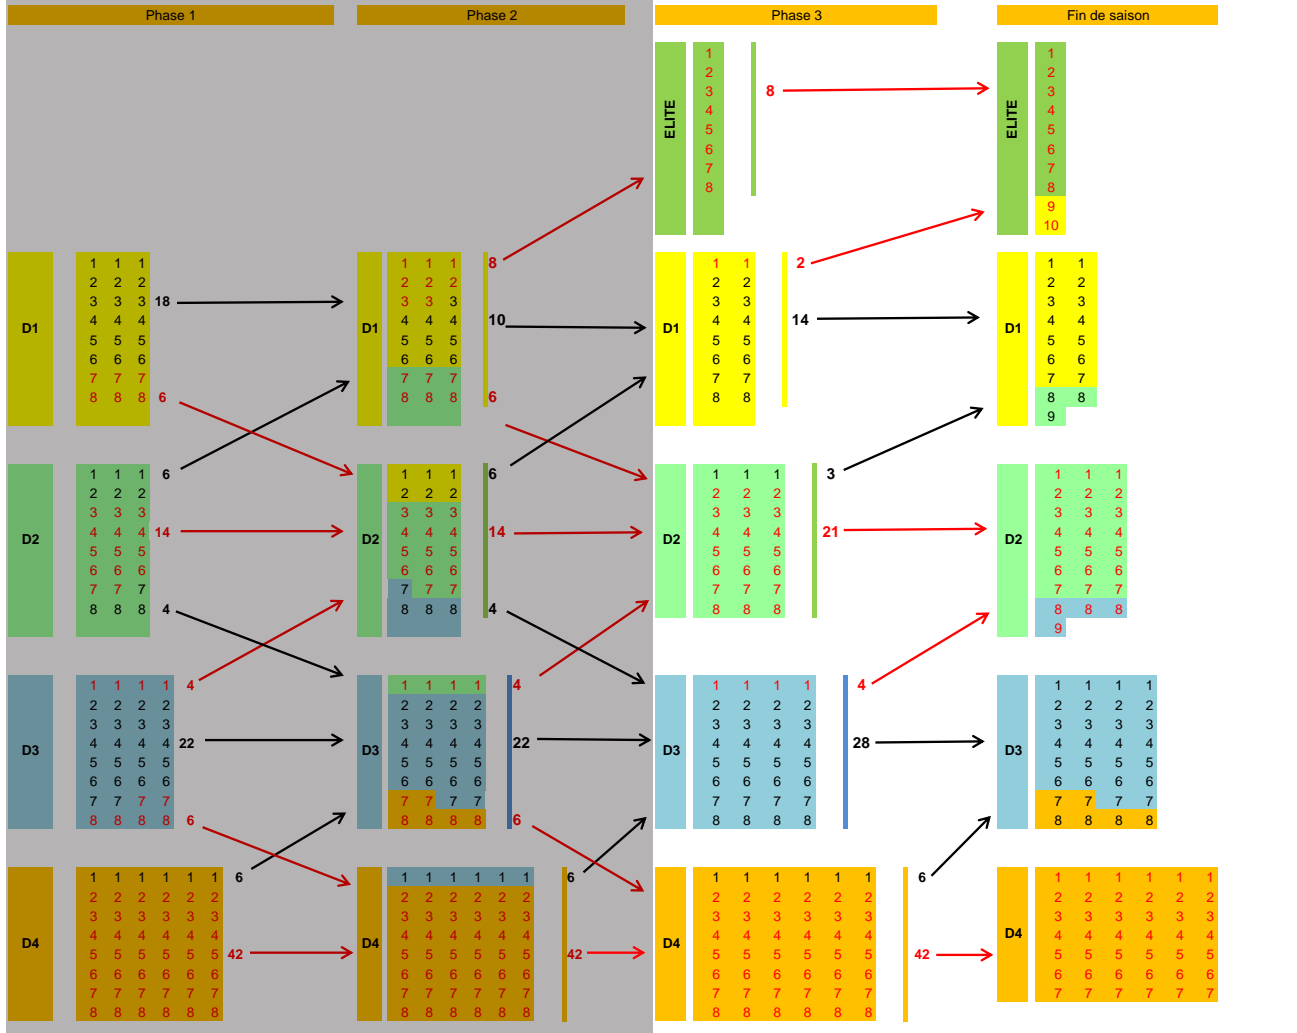 Phase 1 Phase 2 Phase 3 Fin de saison
1 1
2 2
3 8 3
4 4
ELITE ELITE
5 5
6 6
7 7
8 8
9
10
1 1 1 1 1 1 8 1 1 2 1 1
2 2 2 2 2 2 2 2 2 2
3 3 3 18 3 3 3 3 3 3 3
4 4 4 4 4 4 10 4 4 14 4 4
D1 D1 D1 D1
5 5 5 5 5 5 5 5 5 5
6 6 6 6 6 6 6 6 6 6
7 7 7 7 7 7 7 7 7 7
8 8 8 6 8 8 8 6 8 8 8 8
9
1 1 1 6 1 1 1 6 1 1 1 3 1 1 1
2 2 2 2 2 2 2 2 2 2 2 2
3 3 3 3 3 3 3 3 3 3 3 3
4 4 4 14 4 4 4 14 4 4 4 21 4 4 4
D2 D2 D2 D2
5 5 5 5 5 5 5 5 5 5 5 5
6 6 6 6 6 6 6 6 6 6 6 6
7 7 7 7 7 7 7 7 7 7 7 7
8 8 8 4 8 8 8 4 8 8 8 8 8 8
9
1 1 1 1 4 1 1 1 1 4 1 1 1 1 4 1 1 1 1
2 2 2 2 2 2 2 2 2 2 2 2 2 2 2 2
3 3 3 3 3 3 3 3 3 3 3 3 3 3 3 3
4 4 4 4 22 4 4 4 4 22 4 4 4 4 28 4 4 4 4
D3 D3 D3 D3
5 5 5 5 5 5 5 5 5 5 5 5 5 5 5 5
6 6 6 6 6 6 6 6 6 6 6 6 6 6 6 6
7 7 7 7 7 7 7 7 7 7 7 7 7 7 7 7
8 8 8 8 6 8 8 8 8 6 8 8 8 8 8 8 8 8
1 1 1 1 1 1 6 1 1 1 1 1 1 6 1 1 1 1 1 1 6 1 1 1 1 1 1
2 2 2 2 2 2 2 2 2 2 2 2 2 2 2 2 2 2 2 2 2 2 2 2
3 3 3 3 3 3 3 3 3 3 3 3 3 3 3 3 3 3 3 3 3 3 3 3
4 4 4 4 4 4 4 4 4 4 4 4 4 4 4 4 4 4 4 4 4 4 4 4
D4 D4 D4 D4
5 5 5 5 5 5 42 5 5 5 5 5 5 42 5 5 5 5 5 5 42 5 5 5 5 5 5
6 6 6 6 6 6 6 6 6 6 6 6 6 6 6 6 6 6 6 6 6 6 6 6
7 7 7 7 7 7 7 7 7 7 7 7 7 7 7 7 7 7 7 7 7 7 7 7
8 8 8 8 8 8 8 8 8 8 8 8 8 8 8 8 8 8